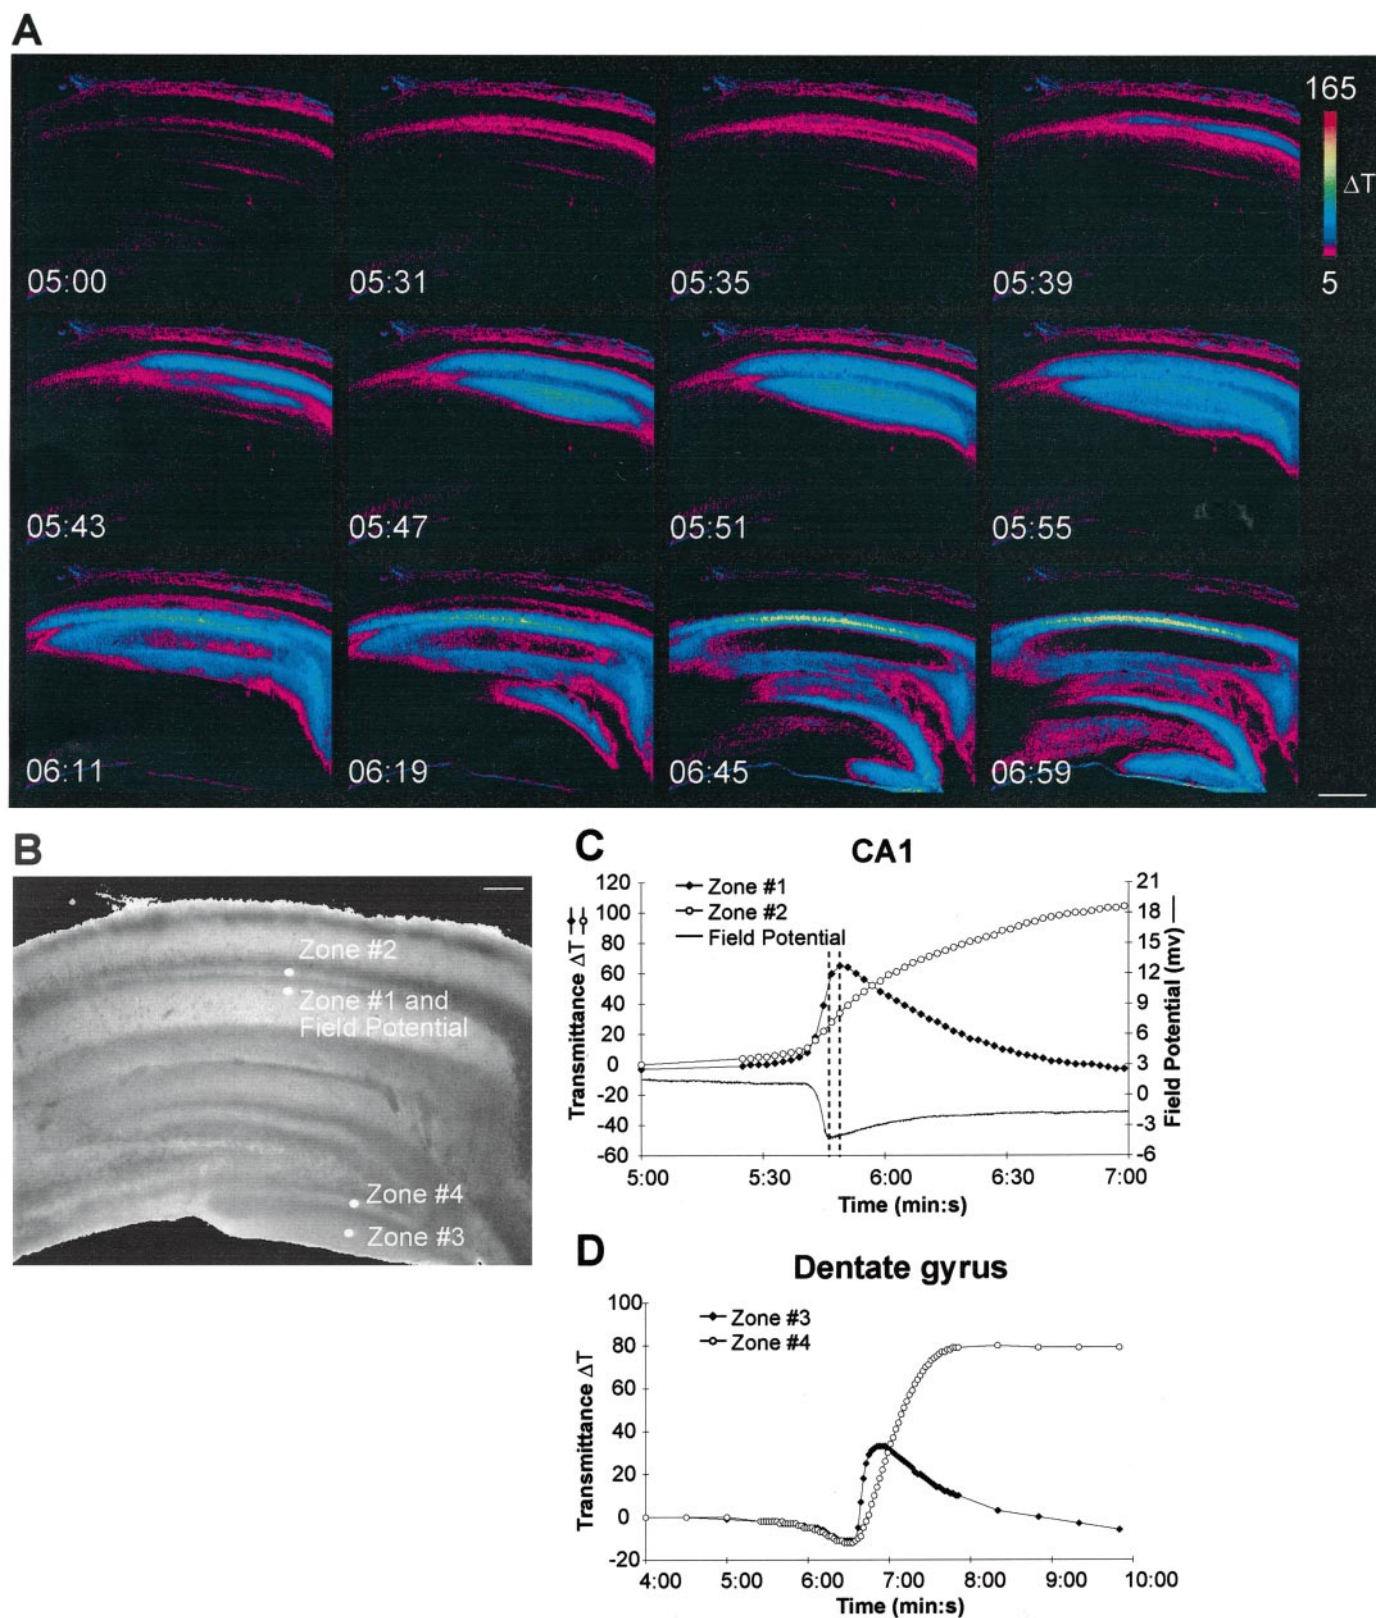 A
165
ΔT
5
05:00 05:31 05:35 05:39
05:43 05:47 05:51 05:55
06:11 06:19 06:45 06:59
B
Zone #2
Zone #1 and
Field Potential
Zone #4
Zone #3
C
CA1
Zone #1
Zone #2
Field Potential
Transmittance ΔT
120
100
80
60
40
20
0
-20
-40
-60
21
18
15
12
9
6
3
0
-3
-6
Field Potential (mv)
5:00 5:30 6:00 6:30 7:00
Time (min:s)
D
Dentate gyrus
Zone #3
Zone #4
Transmittance ΔT
100
80
60
40
20
0
-20
4:00 5:00 6:00 7:00 8:00 9:00 10:00
Time (min:s)